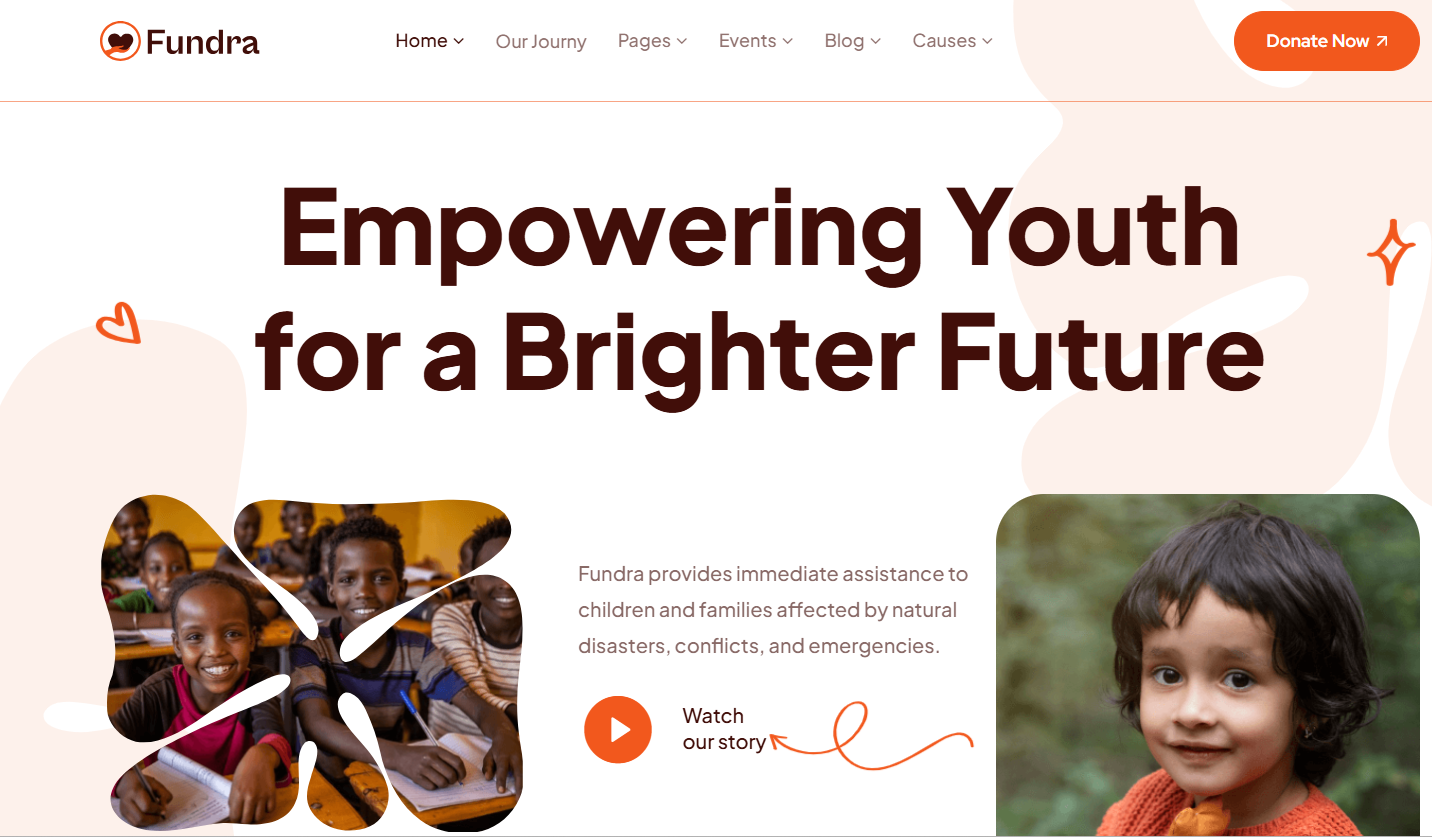 Fundra
Home
Our Journy
Pages
Events
Blog
Causes
Donate Now
Empowering Youth
for a Brighter Future
Fundra provides immediate assistance to
children and families affected by natural
disasters, conflicts, and emergencies.
Watch
our story